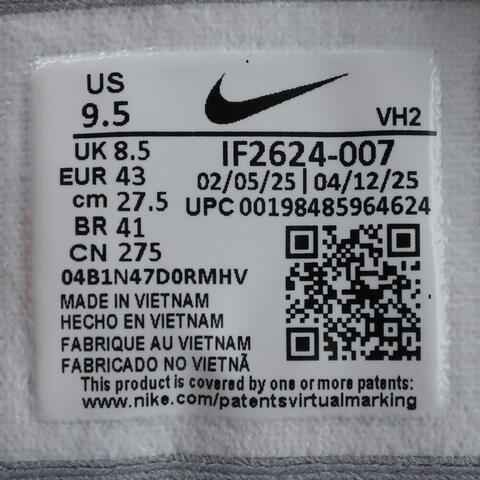 US
9.5
VH2
UK 8.5
EUR 43
cm 27.5
BR 41
CN 275
IF2624-007
02/05/25 | 04/12/25
UPC 00198485964624
04B1N47D0RMHV
MADE IN VIETNAM
HECHO EN VIETNAM
FABRIQUE AU VIETNAM
FABRICADO NO VIETNÃ
This product is covered by one or more patents:
www.nike.com/patentsvirtualmarking